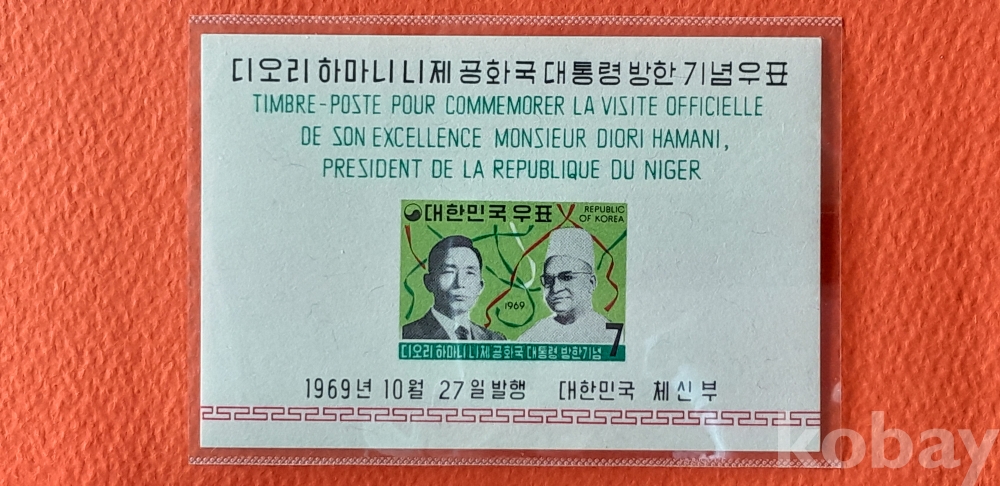 디오리 하마니 니제 공화국 대통령 방한 기념우표
TIMBRE-POSTE POUR COMMEMORER LA VISITE OFFICIELLE
DE SON EXCELLENCE MONSIEUR DIORI HAMANI,
PRESIDENT DE LA REPUBLIQUE DU NIGER
대한민국우표
REPUBLIC
OF KOREA
1969
7
디오리 하마니 니제 공화국 대통령 방한기념
1969년 10월 27일발행 대한민국 체신부
kobay